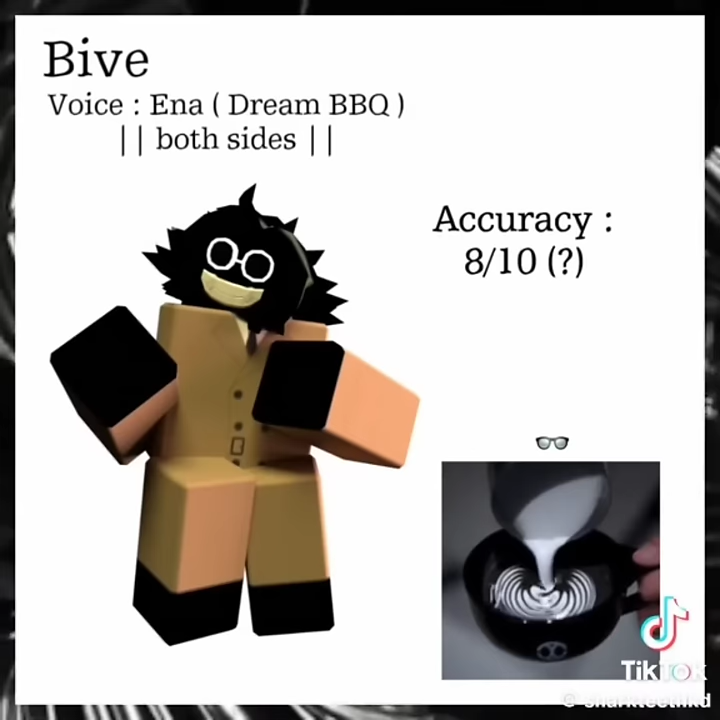 Bive
Voice : Ena ( Dream BBQ )
|| both sides ||
Accuracy :
8/10 (?)
TikTok